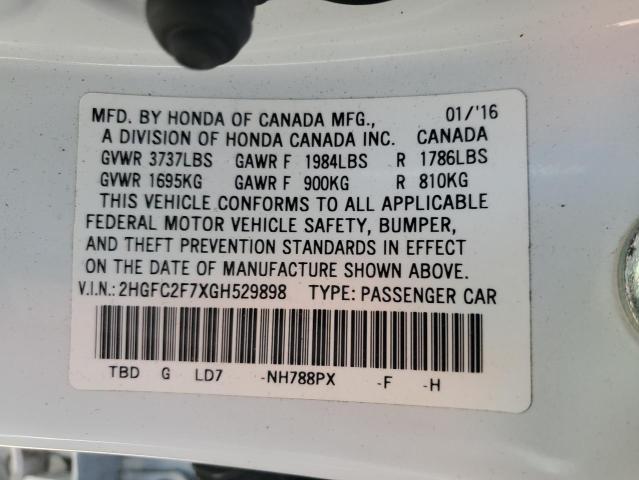 MFD. BY HONDA OF CANADA MFG., 01/'16
A DIVISION OF HONDA CANADA INC. CANADA
GVWR 3737LBS GAWR F 1984LBS R 1786LBS
GVWR 1695KG GAWR F 900KG R 810KG
THIS VEHICLE CONFORMS TO ALL APPLICABLE
FEDERAL MOTOR VEHICLE SAFETY, BUMPER,
AND THEFT PREVENTION STANDARDS IN EFFECT
ON THE DATE OF MANUFACTURE SHOWN ABOVE.
V.I.N.: 2HGFC2F7XGH529898 TYPE: PASSENGER CAR
TBD G LD7 -NH788PX -F -H